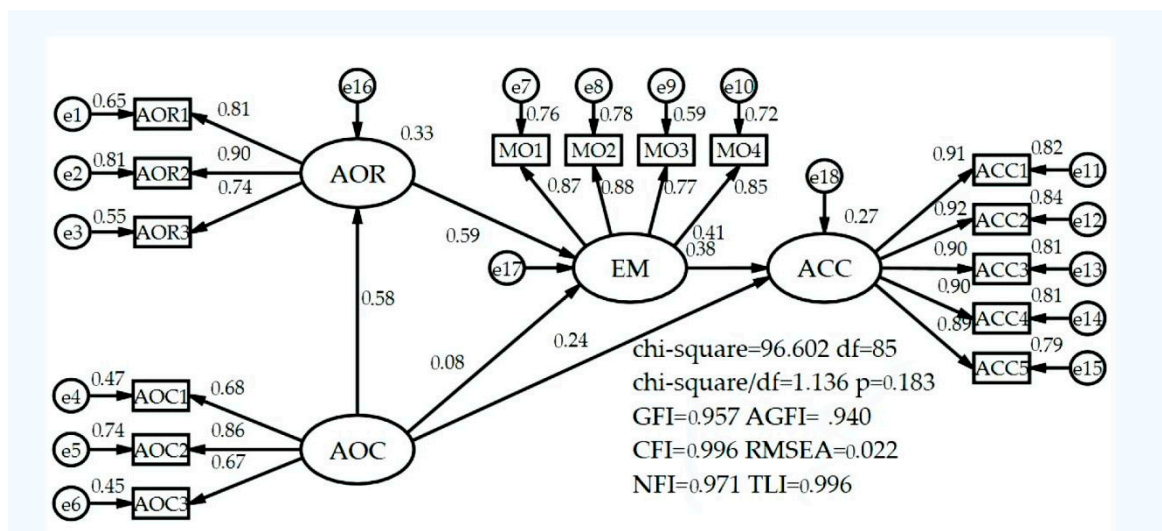 e16
e7
e8
e9
e10
e1
0.65
AOR1
0.81
0.76
0.78
0.59
0.72
0.33
MO1
MO2
MO3
MO4
e18
0.91
ACC1
0.82
e11
e2
0.81
AOR2
0.90
AOR
0.87
0.88
0.77
0.85
0.74
0.27
0.92
ACC2
0.84
e12
e3
0.55
AOR3
0.59
0.41
0.38
e17
EM
ACC
0.90
ACC3
0.81
e13
0.58
0.90
ACC4
0.81
e14
0.08
0.24
0.89
ACC5
0.79
e15
chi-square=96.602 df=85
chi-square/df=1.136 p=0.183
GFI=0.957 AGFI= .940
CFI=0.996 RMSEA=0.022
NFI=0.971 TLI=0.996
e4
0.47
AOC1
0.68
e5
0.74
AOC2
0.86
AOC
0.67
e6
0.45
AOC3